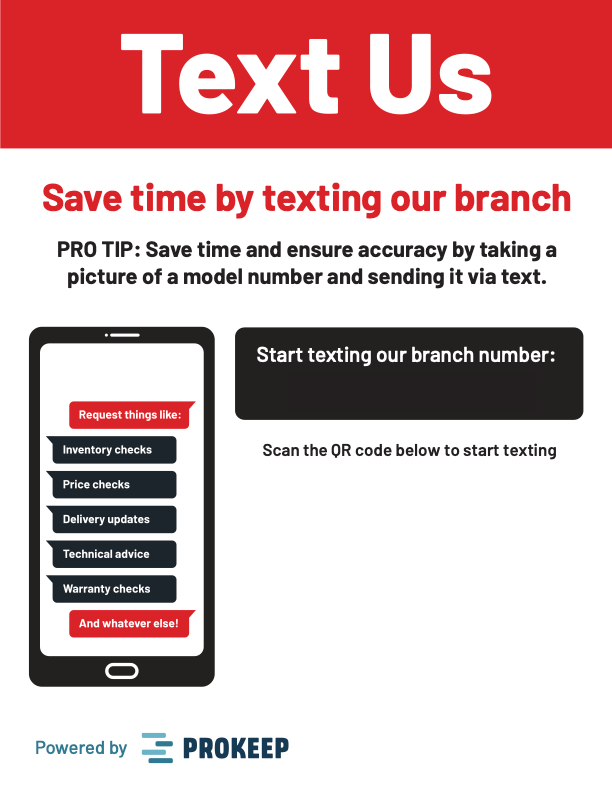 Text Us
Save time by texting our branch
PRO TIP: Save time and ensure accuracy by taking a
picture of a model number and sending it via text.
Start texting our branch number:
Scan the QR code below to start texting
Request things like:
Inventory checks
Price checks
Delivery updates
Technical advice
Warranty checks
And whatever else!
Powered by PROKEEP